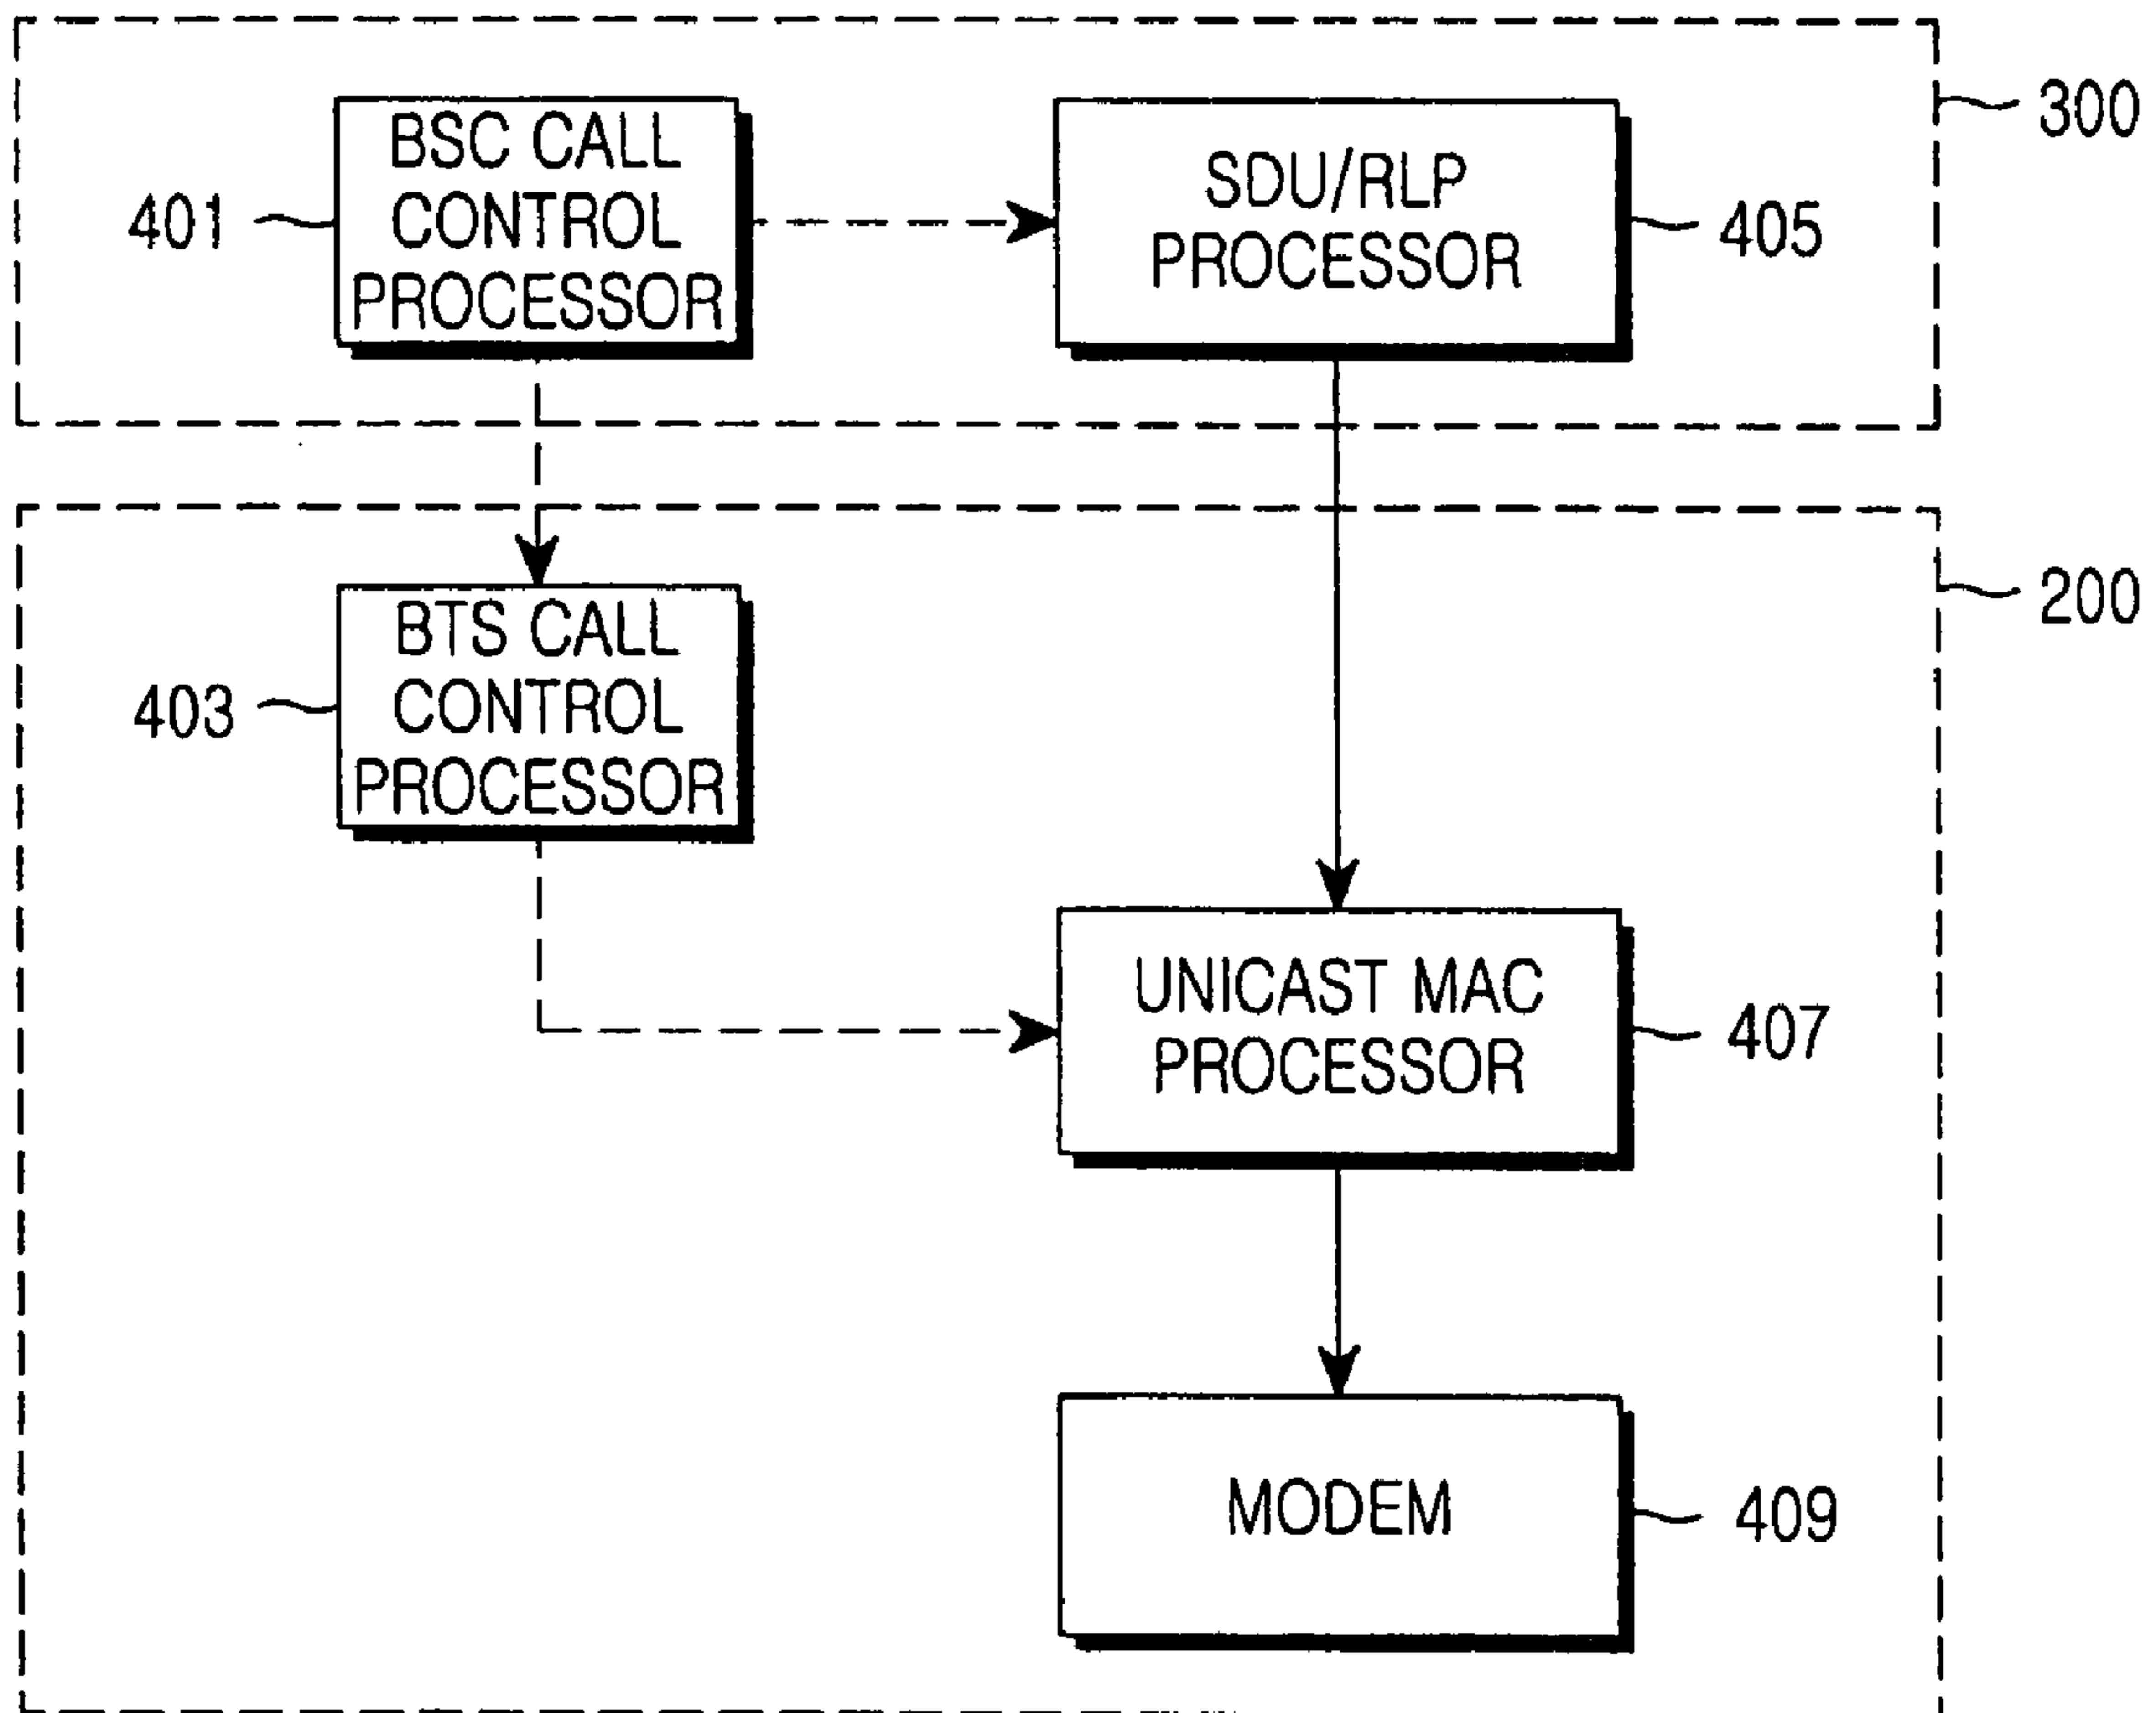 300
BSC CALL
CONTROL
PROCESSOR
401
SDU/RLP
PROCESSOR
405
200
BTS CALL
CONTROL
PROCESSOR
403
UNICAST MAC
PROCESSOR
407
MODEM
409